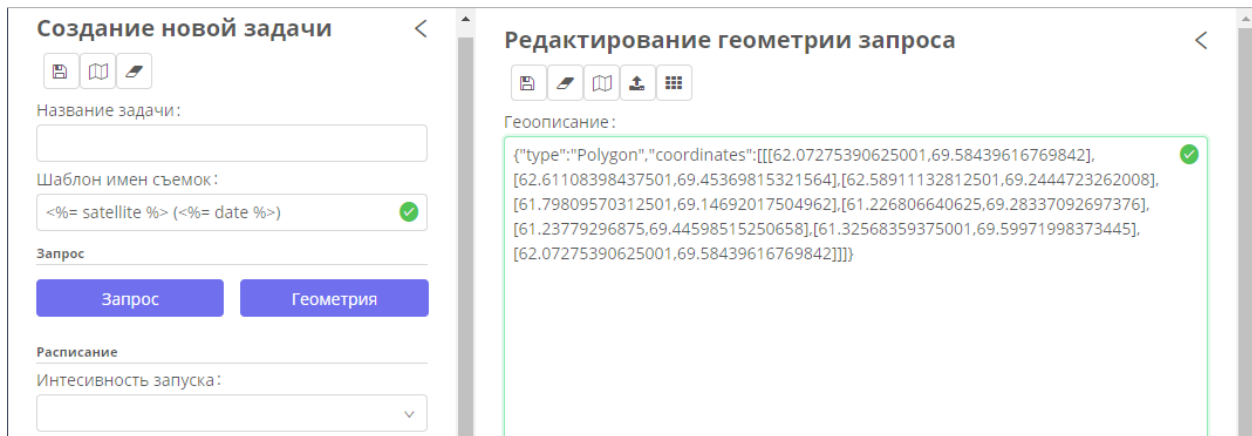 Создание новой задачи
Название задачи:
Шаблон имен съемок:
<%= satellite %> (<%= date %>)
Запрос
Запрос Геометрия
Расписание
Интесивность запуска:
Редактирование геометрии запроса
Геоописание:
{"type":"Polygon","coordinates":[[[62.07275390625001,69.58439616769842],
[62.61108398437501,69.45369815321564],[62.58911132812501,69.2444723262008],
[61.79809570312501,69.14692017504962],[61.226806640625,69.28337092697376],
[61.23779296875,69.44598515250658],[61.32568359375001,69.59971998373445],
[62.07275390625001,69.58439616769842]]]}